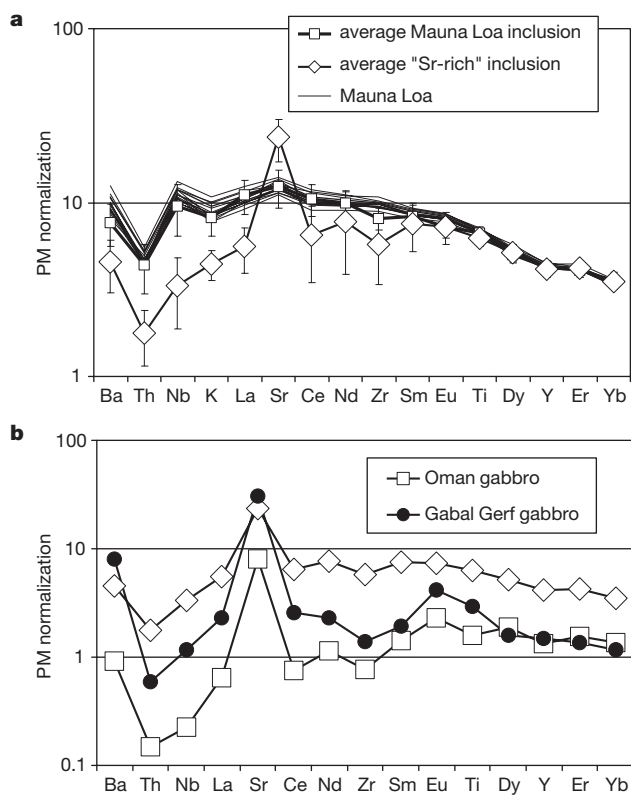 a
100
average Mauna Loa inclusion
average "Sr-rich" inclusion
Mauna Loa
PM normalization
10
1
Ba Th Nb K La Sr Ce Nd Zr Sm Eu Ti Dy Y Er Yb
b
100
Oman gabbro
Gabal Gerf gabbro
PM normalization
10
1
0.1
Ba Th Nb La Sr Ce Nd Zr Sm Eu Ti Dy Y Er Yb